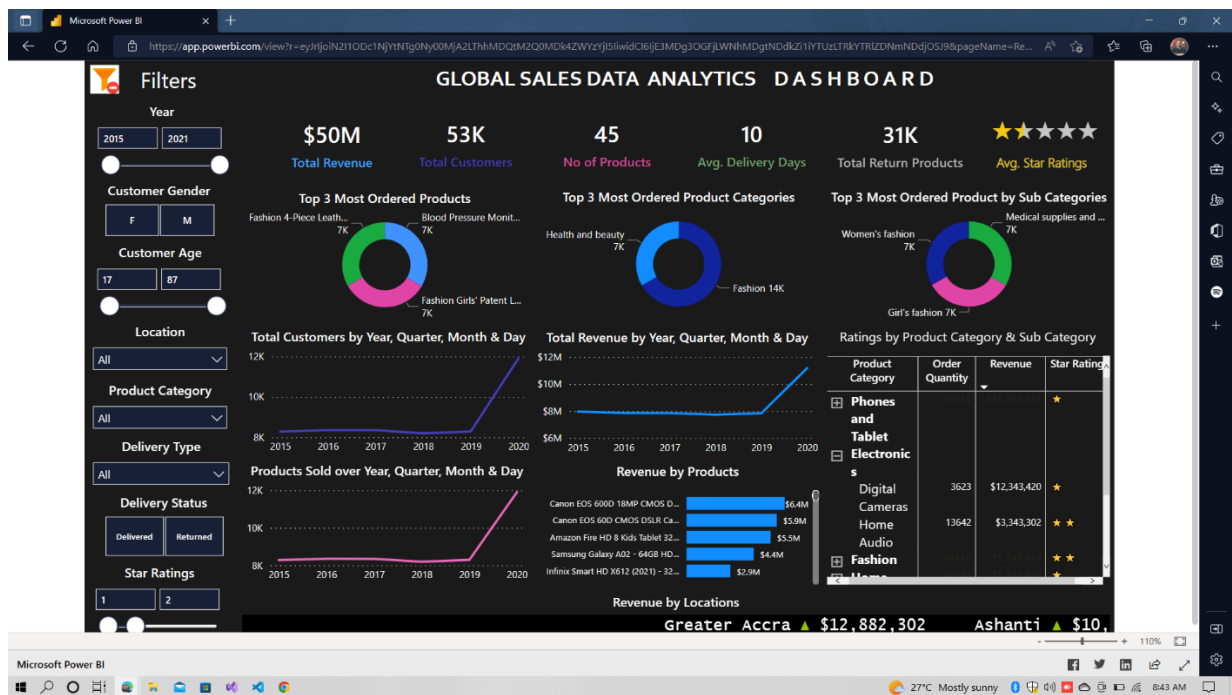 Microsoft Power BI
Filters
GLOBAL SALES DATA ANALYTICS DASHBOARD
Year
2015 2021
Customer Gender
F M
Customer Age
17 87
Location
All
Product Category
All
Delivery Type
All
Delivery Status
Delivered Returned
Star Ratings
1 2
$50M
Total Revenue
53K
Total Customers
45
No of Products
10
Avg. Delivery Days
31K
Total Return Products
Avg. Star Ratings
Top 3 Most Ordered Products
Fashion 4-Piece Leath...
7K
Blood Pressure Monit...
7K
Fashion Girls' Patent L...
7K
Top 3 Most Ordered Product Categories
Health and beauty
7K
Fashion 14K
Top 3 Most Ordered Product by Sub Categories
Medical supplies and ...
7K
Women's fashion
7K
Girl's fashion 7K
Total Customers by Year, Quarter, Month & Day
12K
10K
8K
2015 2016 2017 2018 2019 2020
Total Revenue by Year, Quarter, Month & Day
$12M
$10M
$8M
$6M
2015 2016 2017 2018 2019 2020
Ratings by Product Category & Sub Category
Product Category Order Quantity Revenue Star Rating
Phones and Tablet
Electronics
Digital Cameras 3623 $12,343,420
Home Audio 13642 $3,343,302
Fashion
Products Sold over Year, Quarter, Month & Day
12K
10K
8K
2015 2016 2017 2018 2019 2020
Revenue by Products
Canon EOS 600D 18MP CMOS D... $6.4M
Canon EOS 60D CMOS DSLR Ca... $5.9M
Amazon Fire HD 8 Kids Tablet 32... $5.5M
Samsung Galaxy A02 - 64GB HD... $4.4M
Infinix Smart HD X612 (2021) - 32... $2.9M
Revenue by Locations
Greater Accra ▲ $12,882,302 Ashanti ▲ $10,
- + 110%
Microsoft Power BI
27°C Mostly sunny 8:43 AM